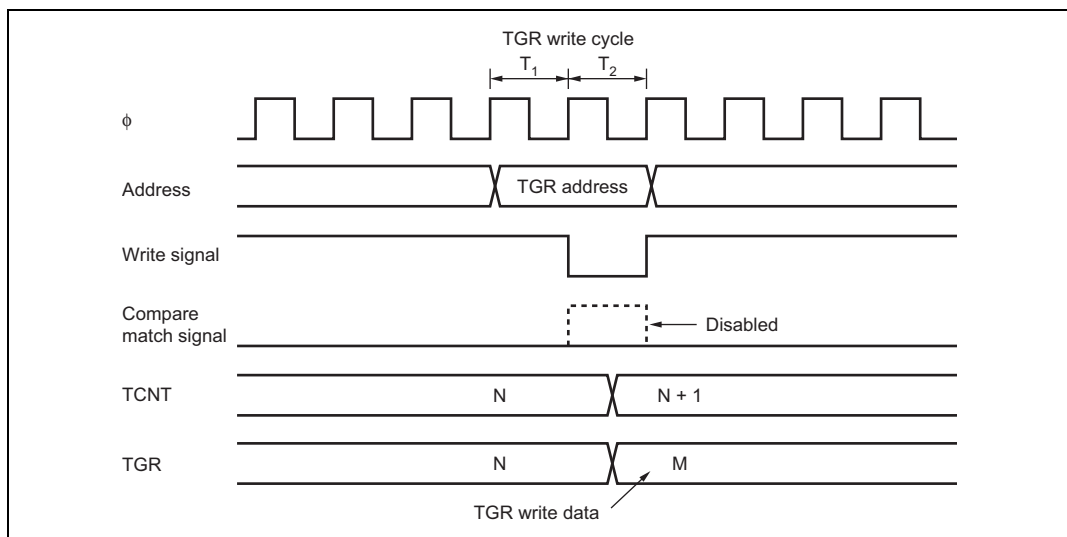 TGR write cycle
T1 T2
ϕ
Address
TGR address
Write signal
Compare
match signal
Disabled
TCNT
N
N + 1
TGR
N
M
TGR write data